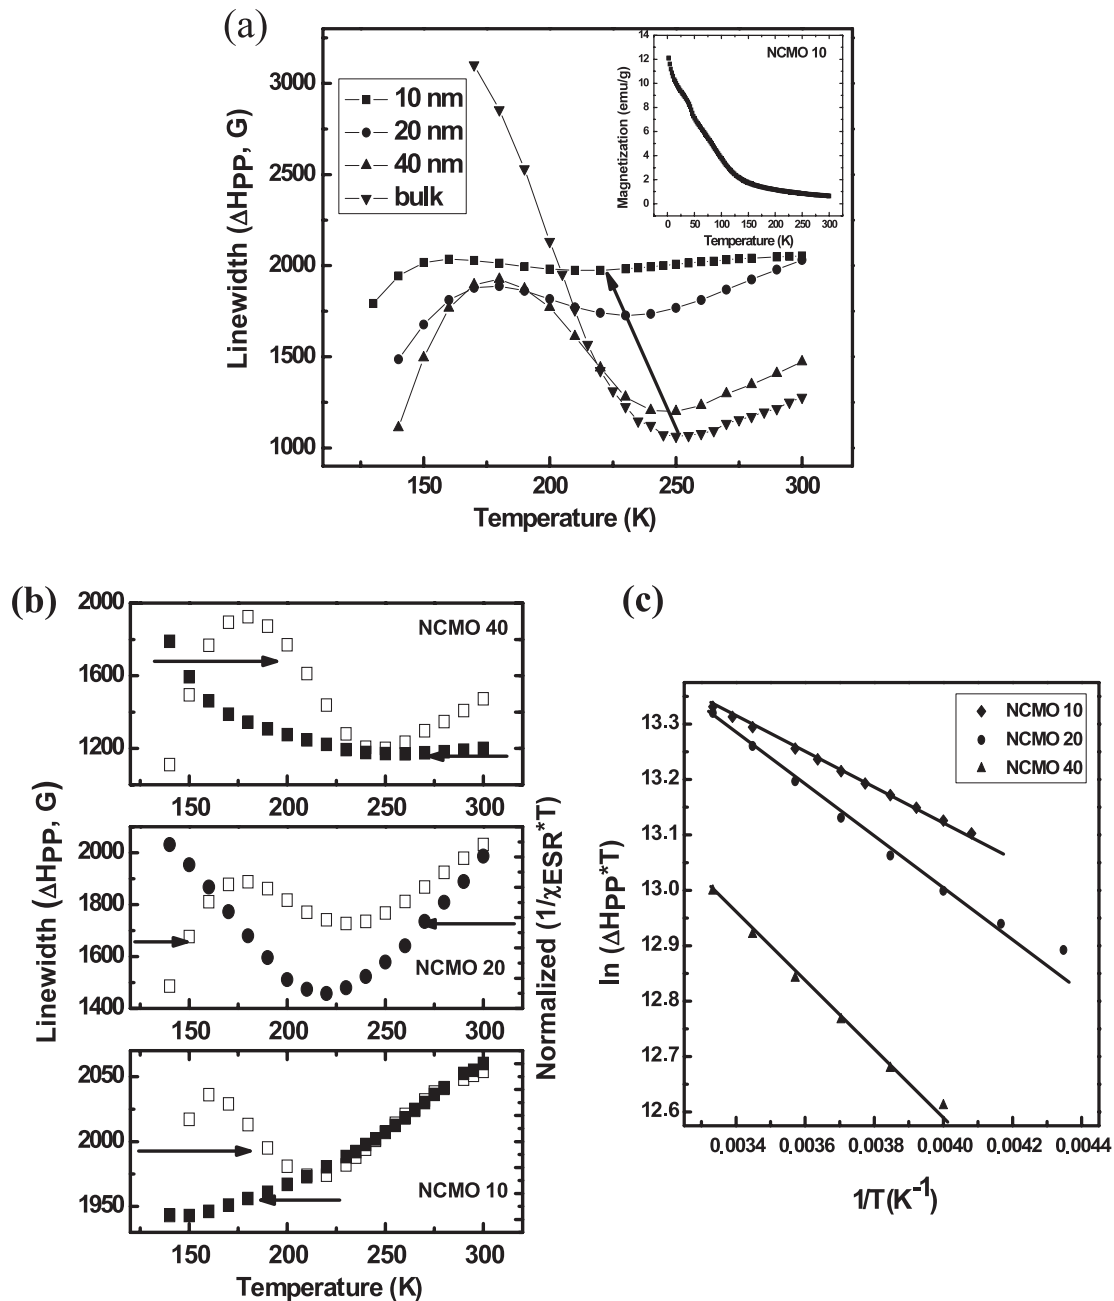 (a)
3000
2500
2000
1500
1000
Linewidth (ΔHPP, G)
10 nm
20 nm
40 nm
bulk
14
12
10
8
6
4
2
0
Magnetization (emu/g)
NCMO 10
0 50 100 150 200 250 300
Temperature (K)
150 200 250 300
Temperature (K)
(b)
2000
1600
1200
NCMO 40
150 200 250 300
2000
1800
1600
1400
NCMO 20
150 200 250 300
2050
2000
1950
NCMO 10
150 200 250 300
Linewidth (ΔHPP, G)
Normalized (1/χESR*T)
Temperature (K)
(c)
13.3
13.2
13.1
13.0
12.9
12.8
12.7
12.6
ln (ΔHPP*T)
NCMO 10
NCMO 20
NCMO 40
0.0034 0.0036 0.0038 0.0040 0.0042 0.0044
1/T(K⁻¹)